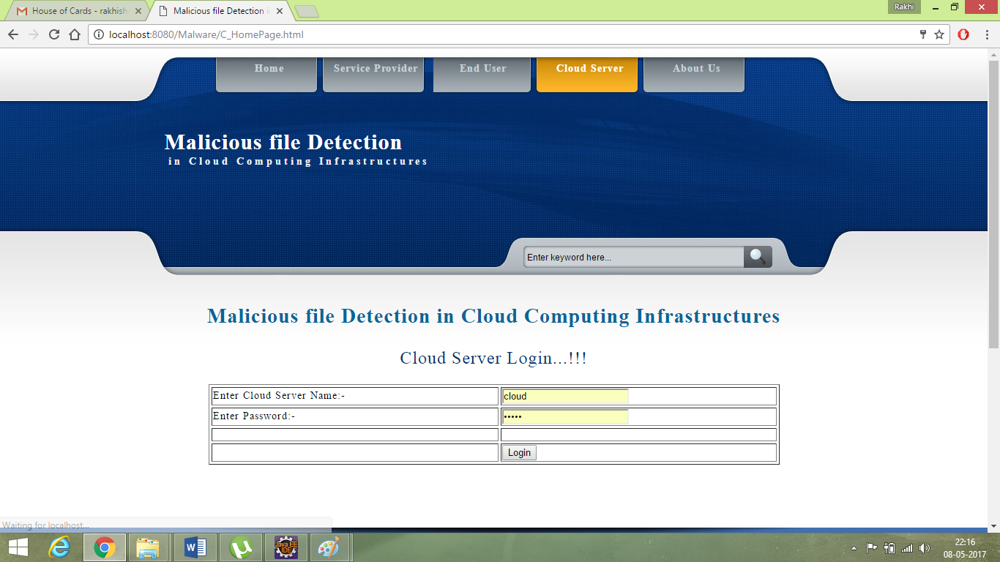 House of Cards - rakhish
Malicious file Detection i
Rakhi
localhost:8080/Malware/C_HomePage.html
Home
Service Provider
End User
Cloud Server
About Us
Malicious file Detection
in Cloud Computing Infrastructures
Enter keyword here...
Malicious file Detection in Cloud Computing Infrastructures
Cloud Server Login...!!!
Enter Cloud Server Name:-
cloud
Enter Password:-
•••••
Login
Waiting for localhost...
Java EE
IDE
22:16
08-05-2017